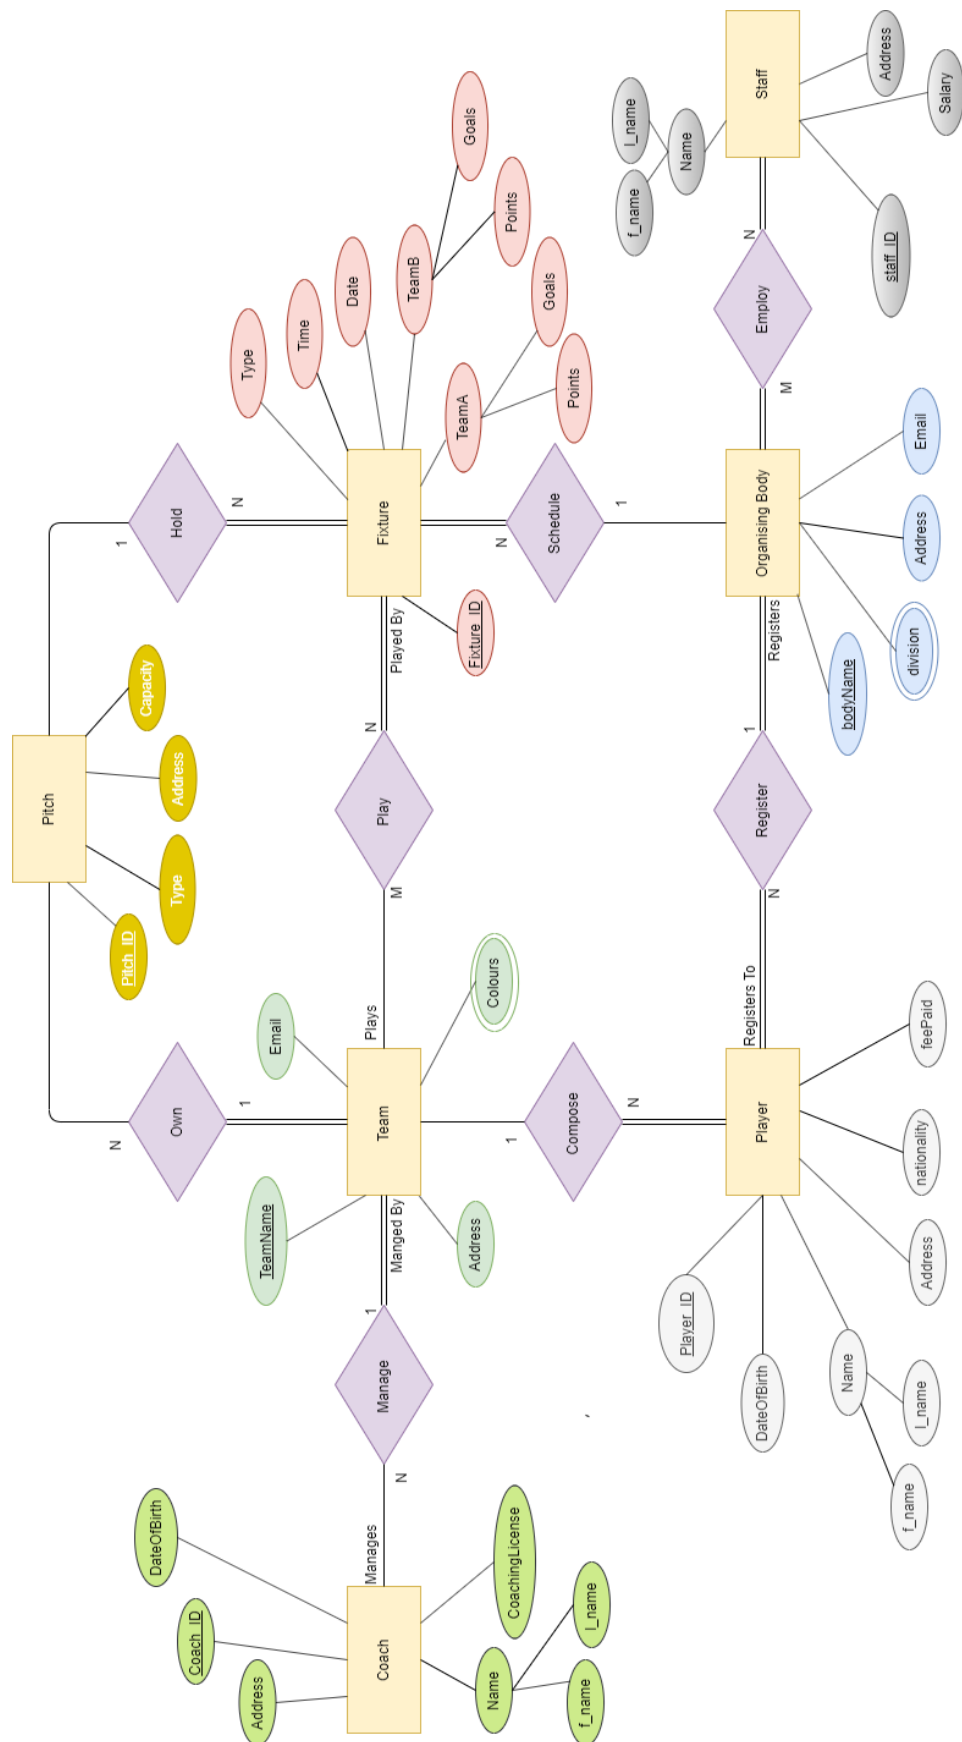 Pitch
Pitch_ID
Type
Address
Capacity
N
Own
1
1
Hold
N
DateOfBirth
Coach_ID
Address
Coach
Name
f_name
l_name
CoachingLicense
Manages
N
Manage
1
Manged By
TeamName
Email
Team
Address
Colours
Plays
M
Play
N
Played By
Fixture
Fixture_ID
Type
Time
Date
TeamB
Goals
Points
TeamA
Goals
Points
1
Compose
N
N
Schedule
1
Player
Player_ID
DateOfBirth
Name
f_name
l_name
Address
nationality
feePaid
Registers To
N
Register
1
Registers
Organising Body
bodyName
division
Address
Email
M
Employ
N
Staff
Name
f_name
l_name
staff_ID
Salary
Address